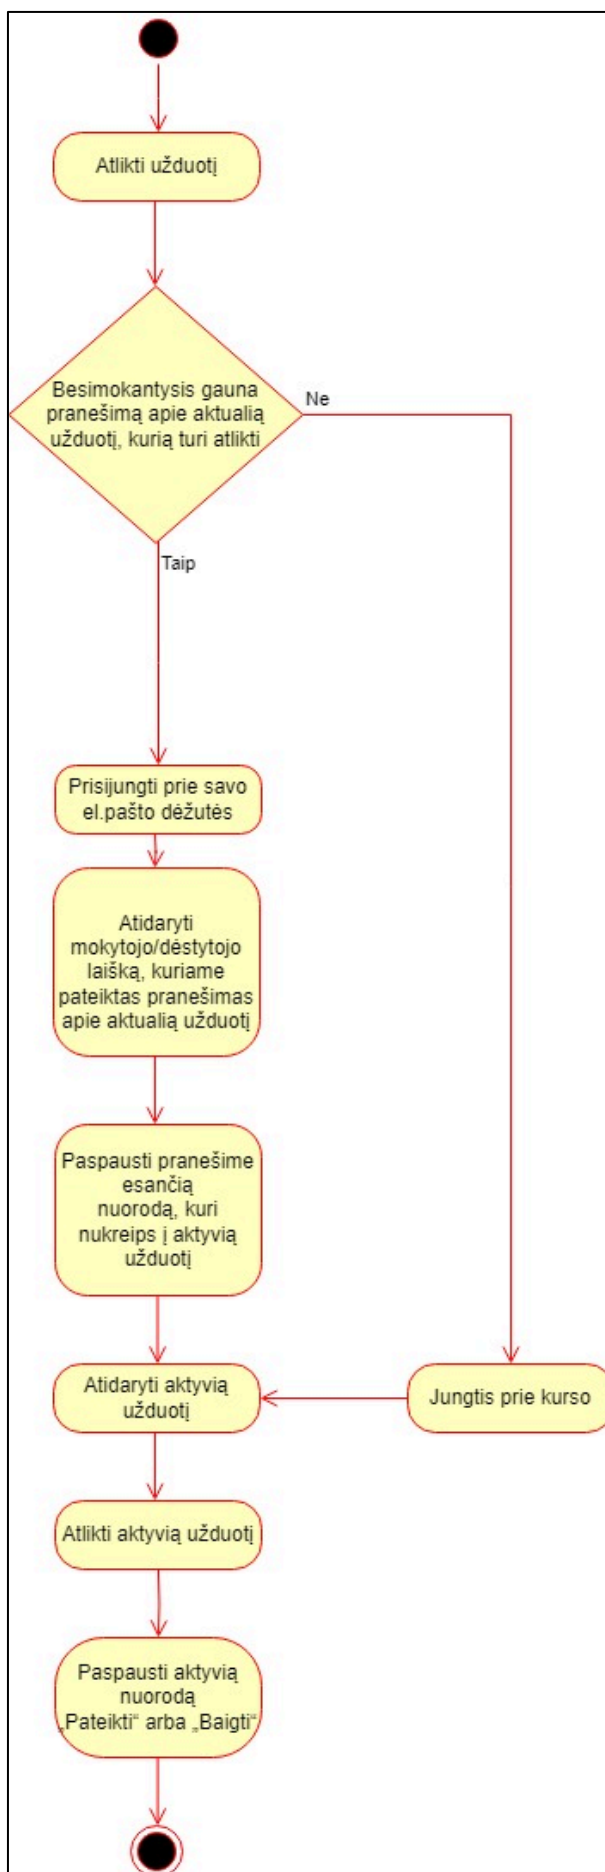 Atlikti užduotį
Besimokantysis gauna
pranešimą apie aktualią
užduotį, kurią turi atlikti
Ne
Taip
Prisijungti prie savo
el.pašto dėžutės
Atidaryti
mokytojo/dėstytojo
laišką, kuriame
pateiktas pranešimas
apie aktualią užduotį
Paspausti pranešime
esančią
nuorodą, kuri
nukreips į aktyvią
užduotį
Atidaryti aktyvią
užduotį
Jungtis prie kurso
Atlikti aktyvią užduotį
Paspausti aktyvią
nuorodą
„Pateikti“ arba „Baigti“